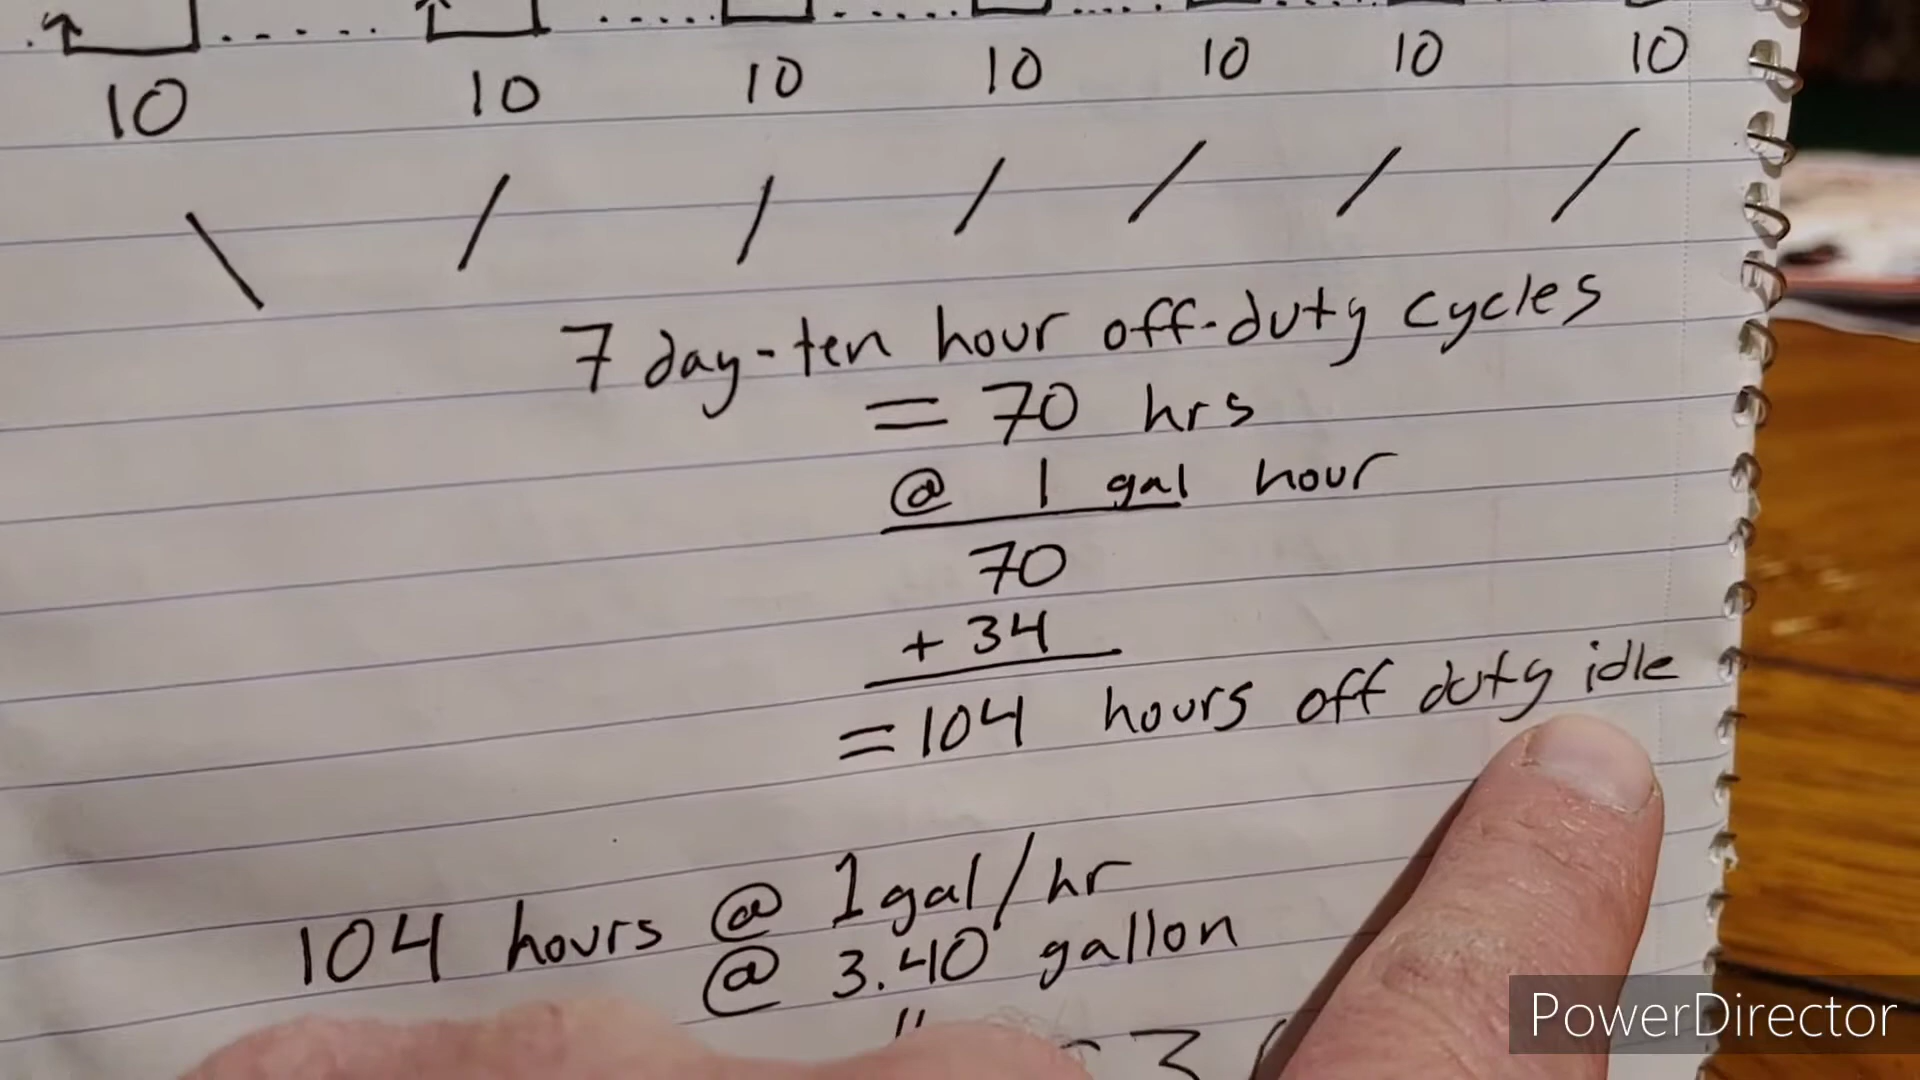 10 10 10 10 10 10 10
7 day-ten hour off-duty cycles
= 70 hrs
@ 1 gal hour
70
+ 34
= 104 hours off duty idle
104 hours @ 1 gal/hr
@ 3.40 gallon
PowerDirector